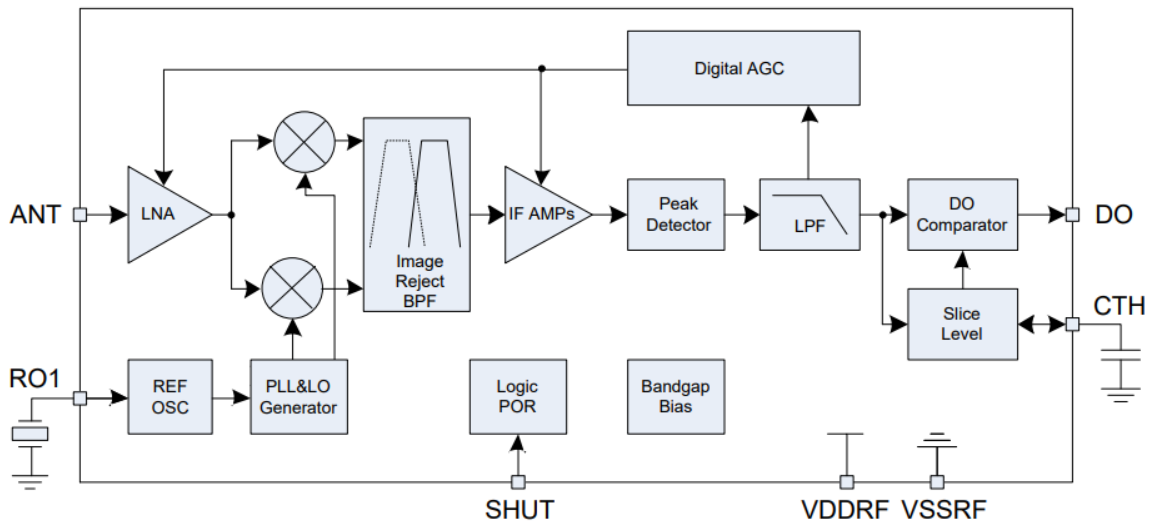 Digital AGC
ANT
LNA
Image
Reject
BPF
IF AMPs
Peak
Detector
LPF
DO
Comparator
DO
Slice
Level
CTH
RO1
REF
OSC
PLL&LO
Generator
Logic
POR
Bandgap
Bias
SHUT
VDDRF
VSSRF